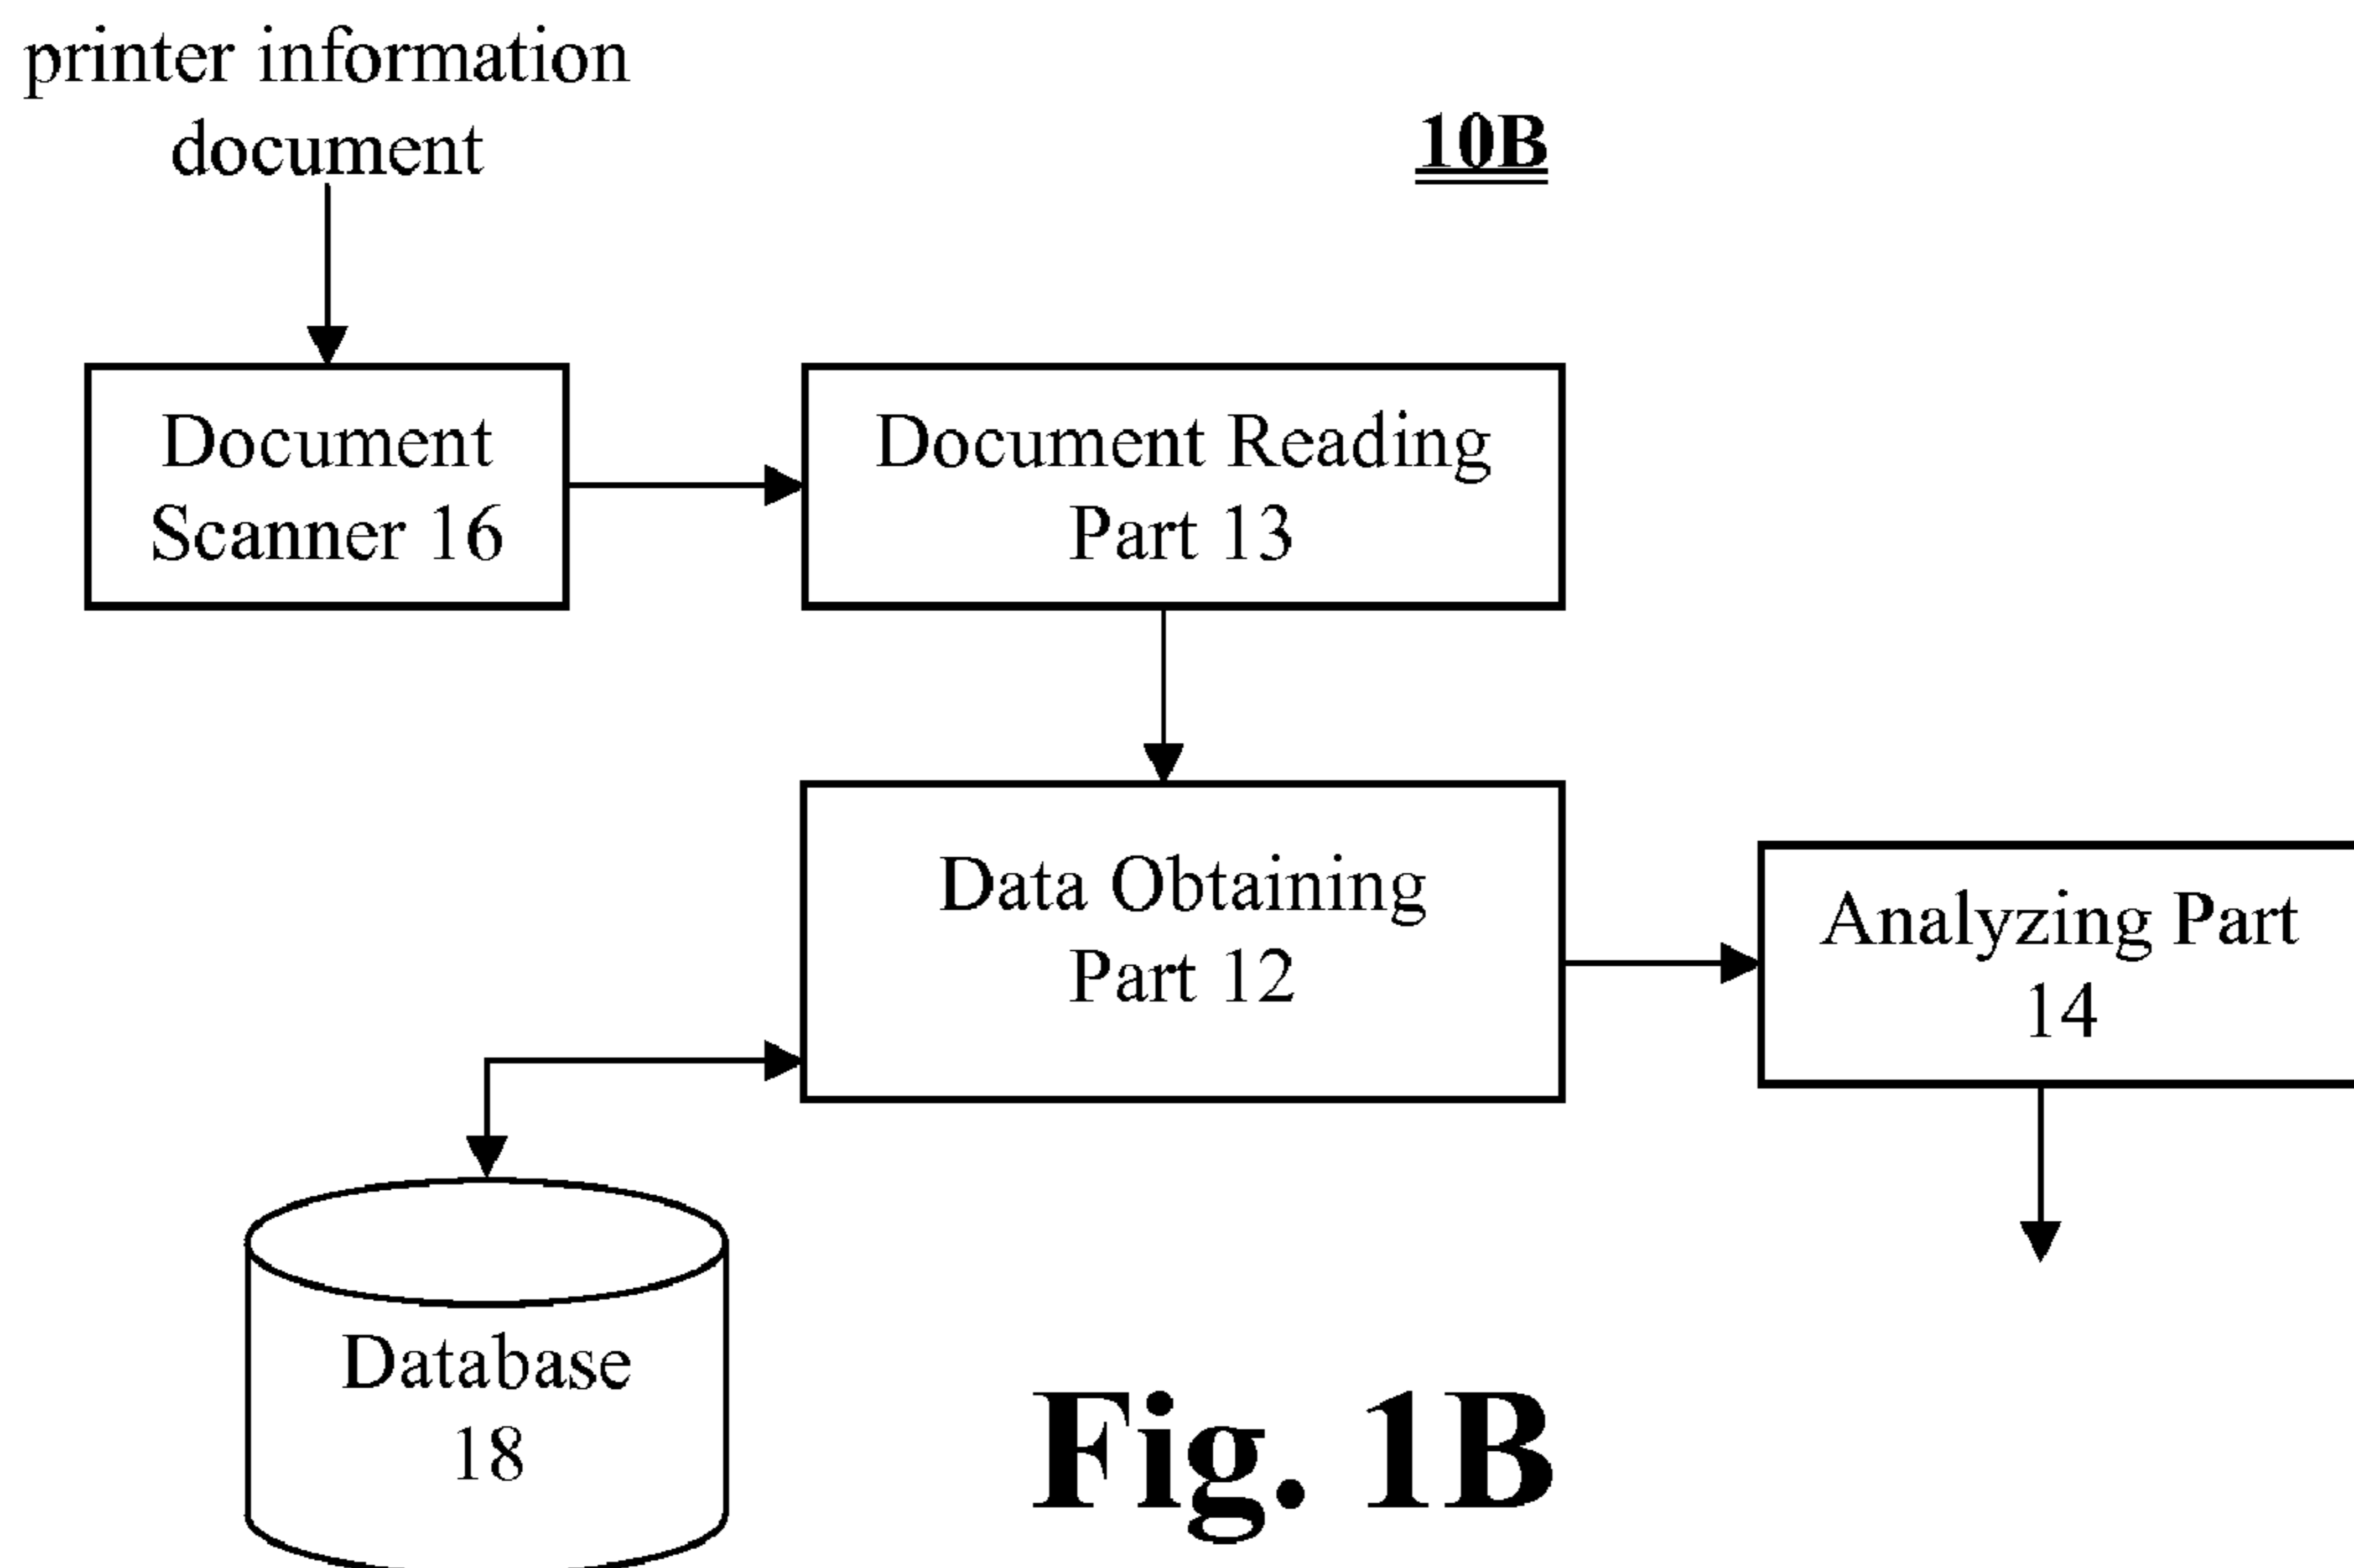 printer information
document
10B
Document
Scanner 16
Document Reading
Part 13
Data Obtaining
Part 12
Analyzing Part
14
Database
18
Fig. 1B